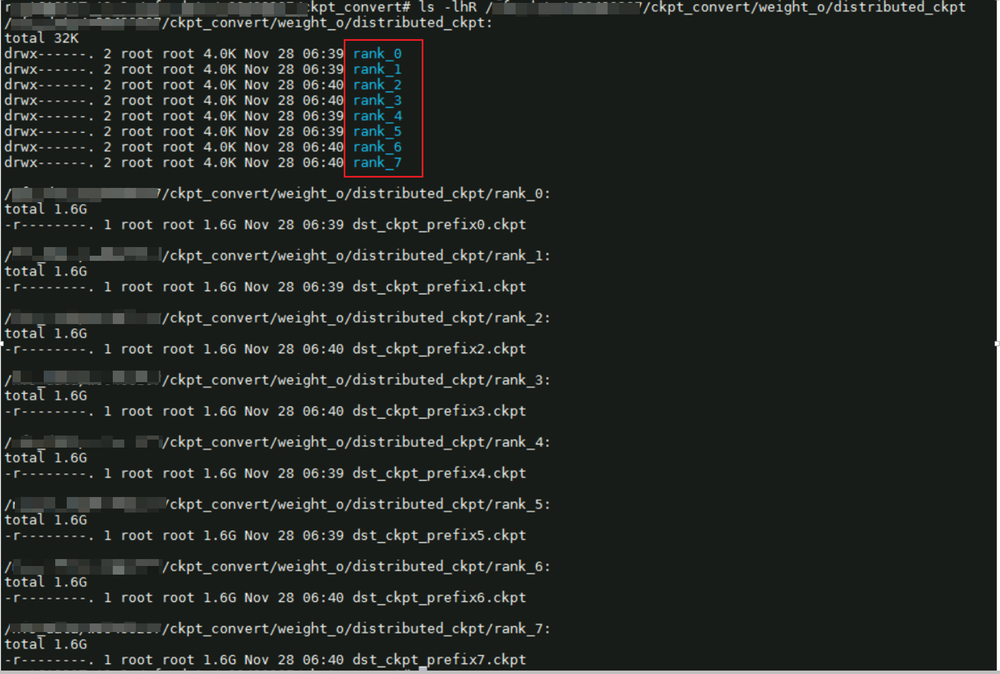 ckpt_convert# ls -lhR / /ckpt_convert/weight_o/distributed_ckpt
/ /ckpt_convert/weight_o/distributed_ckpt:
total 32K
drwx------. 2 root root 4.0K Nov 28 06:39 rank_0
drwx------. 2 root root 4.0K Nov 28 06:39 rank_1
drwx------. 2 root root 4.0K Nov 28 06:40 rank_2
drwx------. 2 root root 4.0K Nov 28 06:40 rank_3
drwx------. 2 root root 4.0K Nov 28 06:39 rank_4
drwx------. 2 root root 4.0K Nov 28 06:39 rank_5
drwx------. 2 root root 4.0K Nov 28 06:40 rank_6
drwx------. 2 root root 4.0K Nov 28 06:40 rank_7
/ /ckpt_convert/weight_o/distributed_ckpt/rank_0:
total 1.6G
-r--------. 1 root root 1.6G Nov 28 06:39 dst_ckpt_prefix0.ckpt
/ /ckpt_convert/weight_o/distributed_ckpt/rank_1:
total 1.6G
-r--------. 1 root root 1.6G Nov 28 06:39 dst_ckpt_prefix1.ckpt
/ /ckpt_convert/weight_o/distributed_ckpt/rank_2:
total 1.6G
-r--------. 1 root root 1.6G Nov 28 06:40 dst_ckpt_prefix2.ckpt
/ /ckpt_convert/weight_o/distributed_ckpt/rank_3:
total 1.6G
-r--------. 1 root root 1.6G Nov 28 06:40 dst_ckpt_prefix3.ckpt
/ /ckpt_convert/weight_o/distributed_ckpt/rank_4:
total 1.6G
-r--------. 1 root root 1.6G Nov 28 06:39 dst_ckpt_prefix4.ckpt
/ /ckpt_convert/weight_o/distributed_ckpt/rank_5:
total 1.6G
-r--------. 1 root root 1.6G Nov 28 06:39 dst_ckpt_prefix5.ckpt
/ /ckpt_convert/weight_o/distributed_ckpt/rank_6:
total 1.6G
-r--------. 1 root root 1.6G Nov 28 06:40 dst_ckpt_prefix6.ckpt
/ /ckpt_convert/weight_o/distributed_ckpt/rank_7:
total 1.6G
-r--------. 1 root root 1.6G Nov 28 06:40 dst_ckpt_prefix7.ckpt